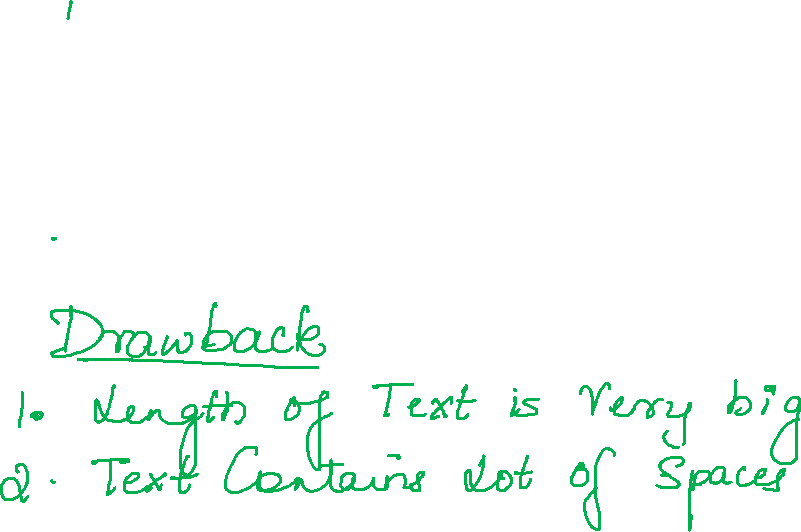 Drawback
1. Length of Text is Very big
2. Text Contains Lot of Spaces